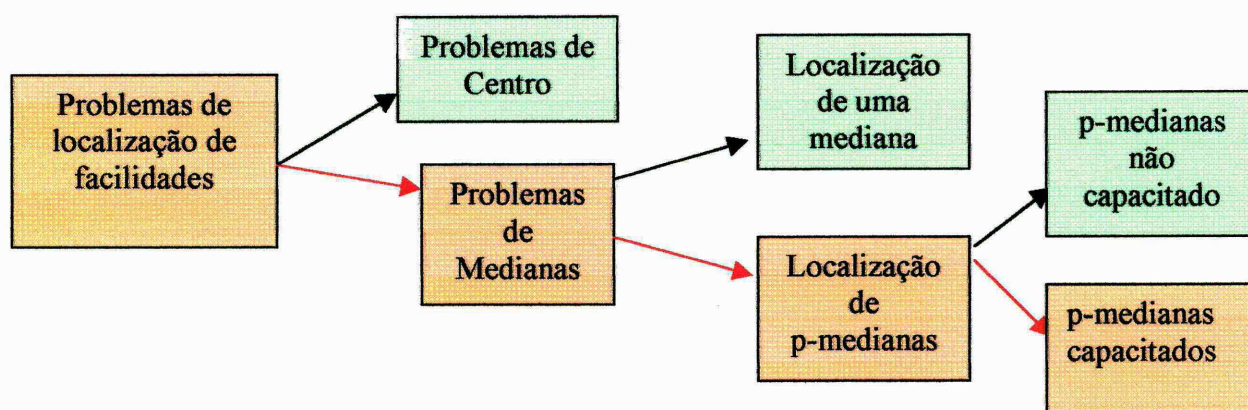 Problemas de
localização de
facilidades
Problemas de
Centro
Problemas
de
Medianas
Localização
de uma
mediana
Localização
de
p-medianas
p-medianas
não
capacitado
p-medianas
capacitados